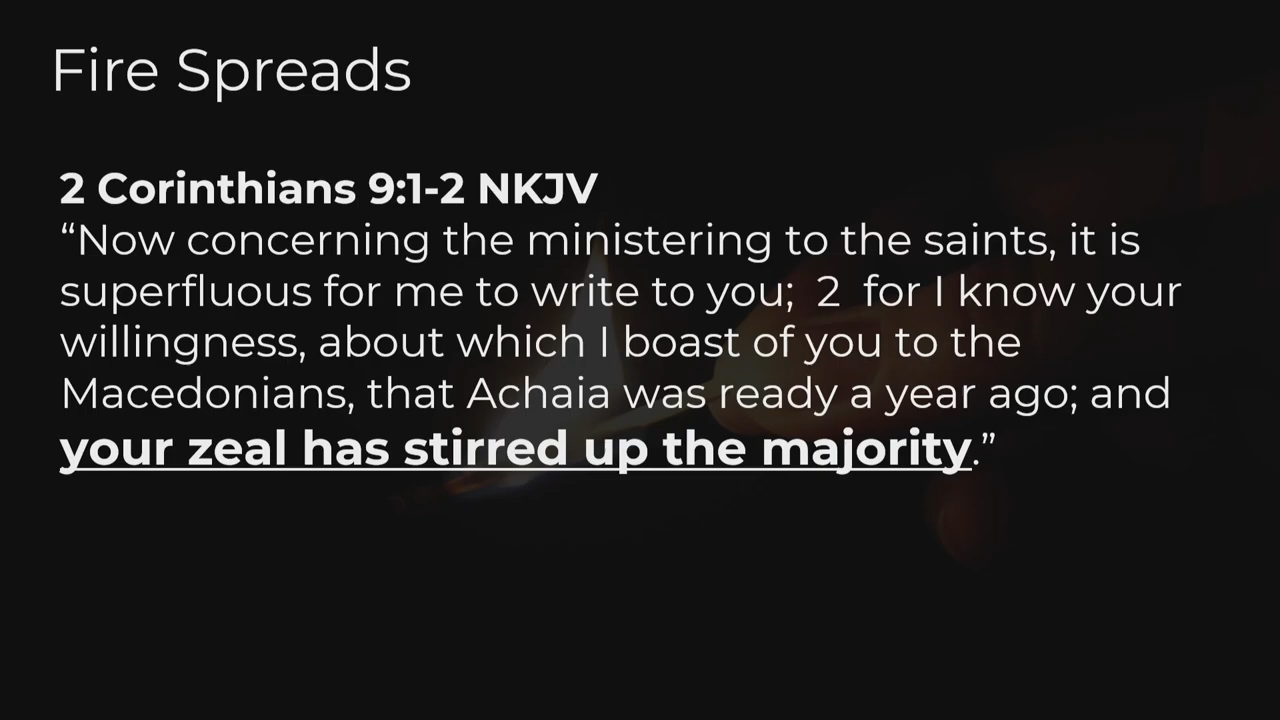 Fire Spreads
2 Corinthians 9:1-2 NKJV
“Now concerning the ministering to the saints, it is
superfluous for me to write to you;  2  for I know your
willingness, about which I boast of you to the
Macedonians, that Achaia was ready a year ago; and
your zeal has stirred up the majority.”